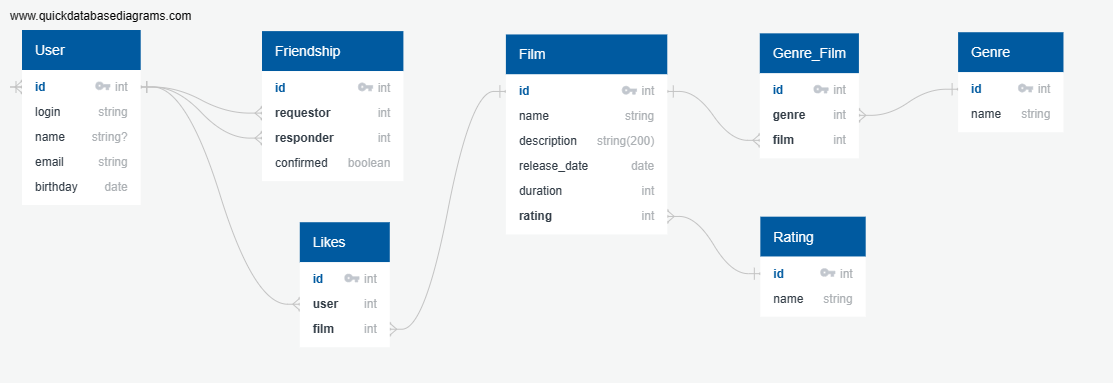 www.quickdatabasediagrams.com
User
id int
login string
name string?
email string
birthday date
Friendship
id int
requestor int
responder int
confirmed boolean
Likes
id int
user int
film int
Film
id int
name string
description string(200)
release_date date
duration int
rating int
Genre_Film
id int
genre int
film int
Genre
id int
name string
Rating
id int
name string